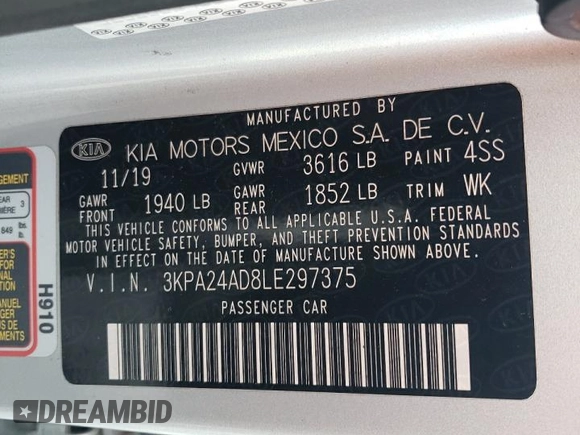 MANUFACTURED BY
KIA KIA MOTORS MEXICO S.A. DE C.V.
11/19 GVWR 3616 LB PAINT 4SS
GAWR FRONT 1940 LB GAWR REAR 1852 LB TRIM WK
THIS VEHICLE CONFORMS TO ALL APPLICABLE U.S.A. FEDERAL
MOTOR VEHICLE SAFETY, BUMPER, AND THEFT PREVENTION STANDARDS
IN EFFECT ON THE DATE OF MANUFACTURE SHOWN ABOVE.
V.I.N. 3KPA24AD8LE297375
PASSENGER CAR
H910
DREAMBID